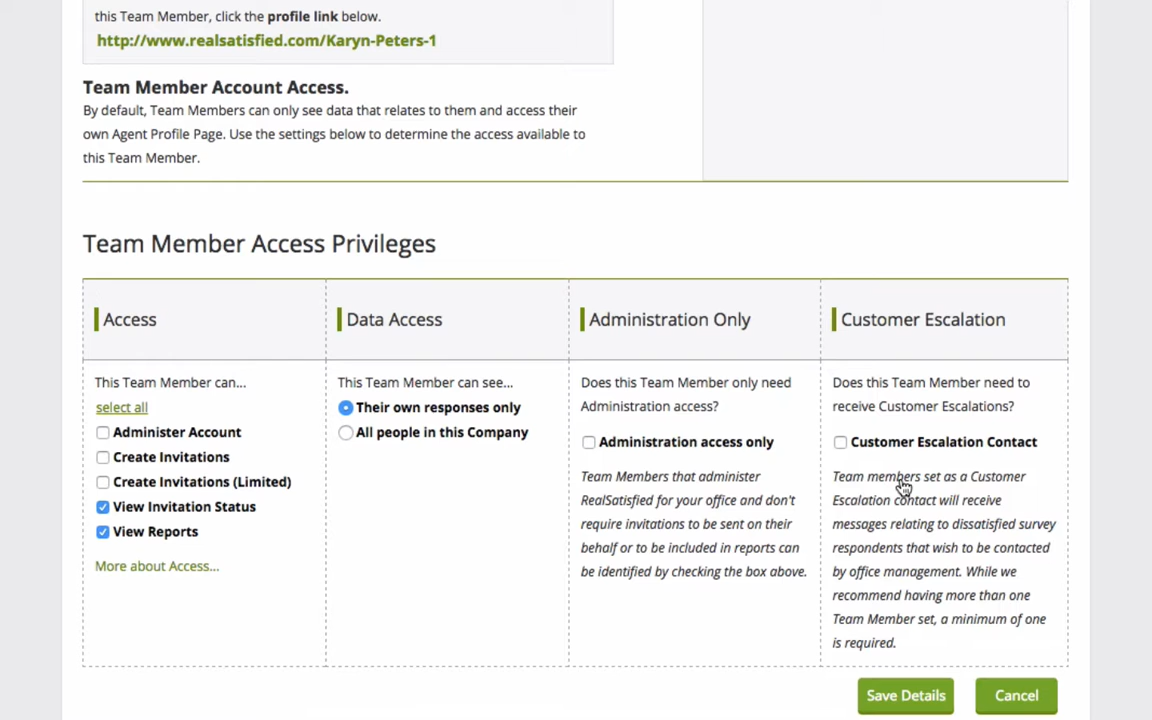 this Team Member, click the profile link below.
http://www.realsatisfied.com/Karyn-Peters-1
Team Member Account Access.
By default, Team Members can only see data that relates to them and access their
own Agent Profile Page. Use the settings below to determine the access available to
this Team Member.
Team Member Access Privileges
Access
This Team Member can...
select all
Administer Account
Create Invitations
Create Invitations (Limited)
View Invitation Status
View Reports
More about Access...
Data Access
This Team Member can see...
Their own responses only
All people in this Company
Administration Only
Does this Team Member only need
Administration access?
Administration access only
Team Members that administer
RealSatisfied for your office and don't
require invitations to be sent on their
behalf or to be included in reports can
be identified by checking the box above.
Customer Escalation
Does this Team Member need to
receive Customer Escalations?
Customer Escalation Contact
Team members set as a Customer
Escalation contact will receive
messages relating to dissatisfied survey
respondents that wish to be contacted
by office management. While we
recommend having more than one
Team Member set, a minimum of one
is required.
Save Details
Cancel